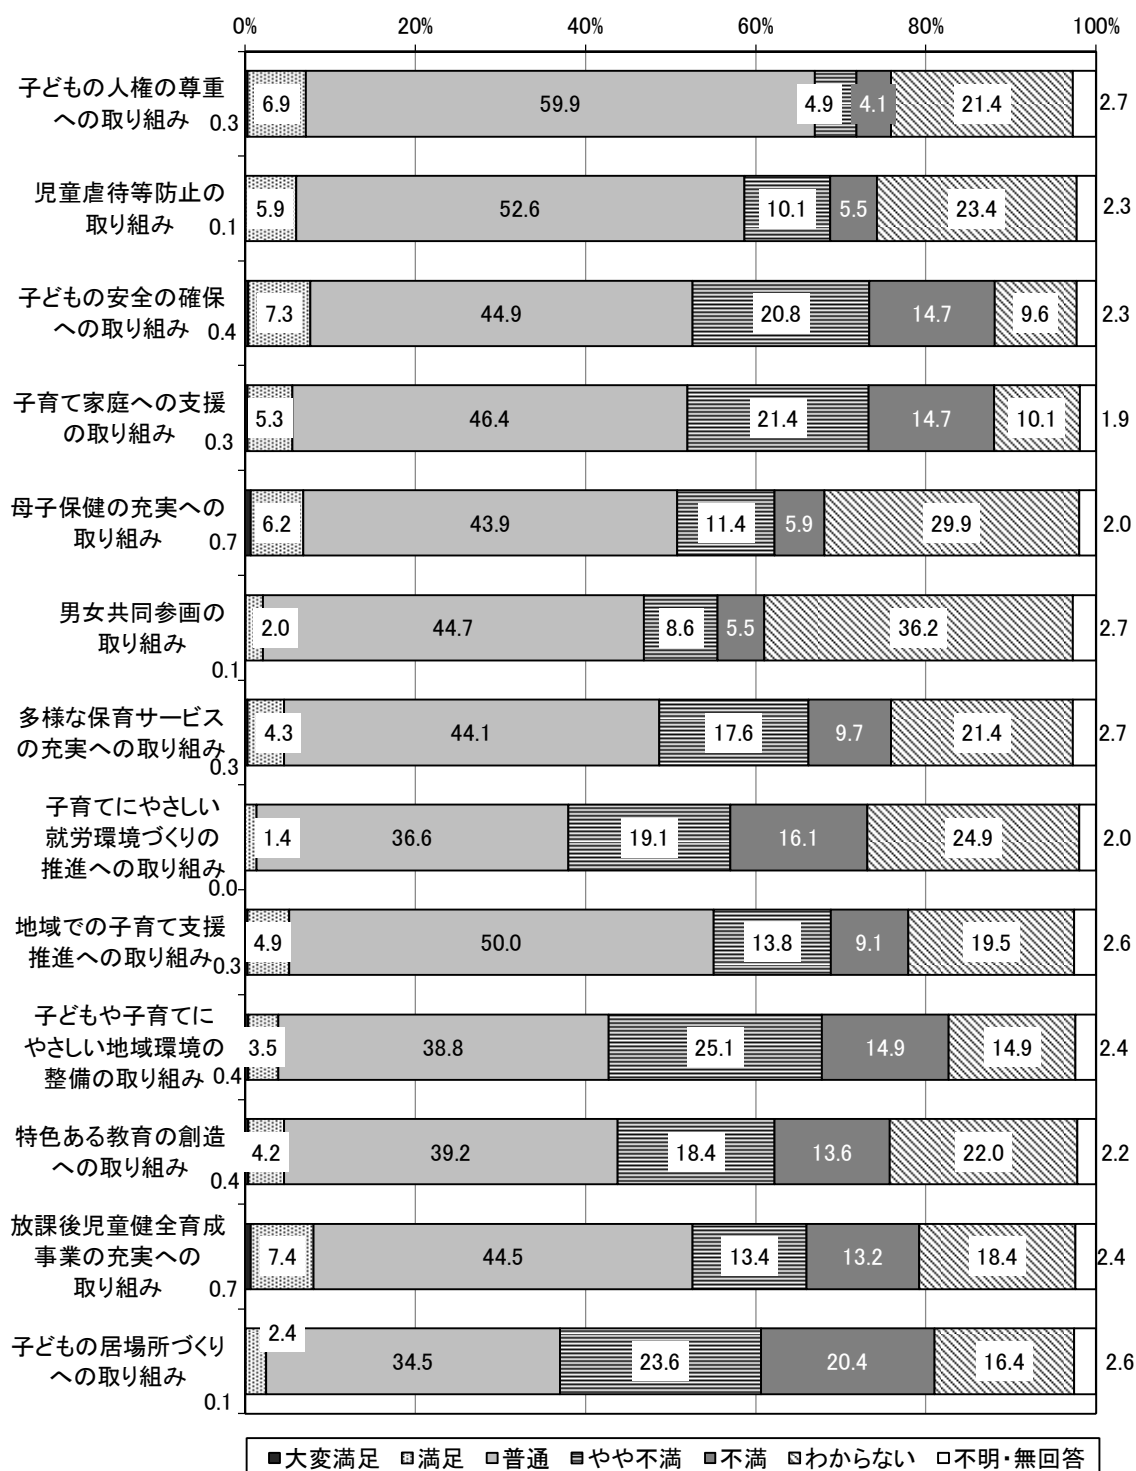 0% 20% 40% 60% 80% 100%
子どもの人権の尊重
への取り組み
0.3 6.9 59.9 4.9 4.1 21.4 2.7
児童虐待等防止の
取り組み
0.1 5.9 52.6 10.1 5.5 23.4 2.3
子どもの安全の確保
への取り組み
0.4 7.3 44.9 20.8 14.7 9.6 2.3
子育て家庭への支援
の取り組み
0.3 5.3 46.4 21.4 14.7 10.1 1.9
母子保健の充実への
取り組み
0.7 6.2 43.9 11.4 5.9 29.9 2.0
男女共同参画の
取り組み
0.1 2.0 44.7 8.6 5.5 36.2 2.7
多様な保育サービス
の充実への取り組み
0.3 4.3 44.1 17.6 9.7 21.4 2.7
子育てにやさしい
就労環境づくりの
推進への取り組み
0.0 1.4 36.6 19.1 16.1 24.9 2.0
地域での子育て支援
推進への取り組み
0.3 4.9 50.0 13.8 9.1 19.5 2.6
子どもや子育てに
やさしい地域環境の
整備の取り組み
0.4 3.5 38.8 25.1 14.9 14.9 2.4
特色ある教育の創造
への取り組み
0.4 4.2 39.2 18.4 13.6 22.0 2.2
放課後児童健全育成
事業の充実への
取り組み
0.7 7.4 44.5 13.4 13.2 18.4 2.4
子どもの居場所づくり
への取り組み
0.1 2.4 34.5 23.6 20.4 16.4 2.6
大変満足 満足 普通 やや不満 不満 わからない 不明・無回答